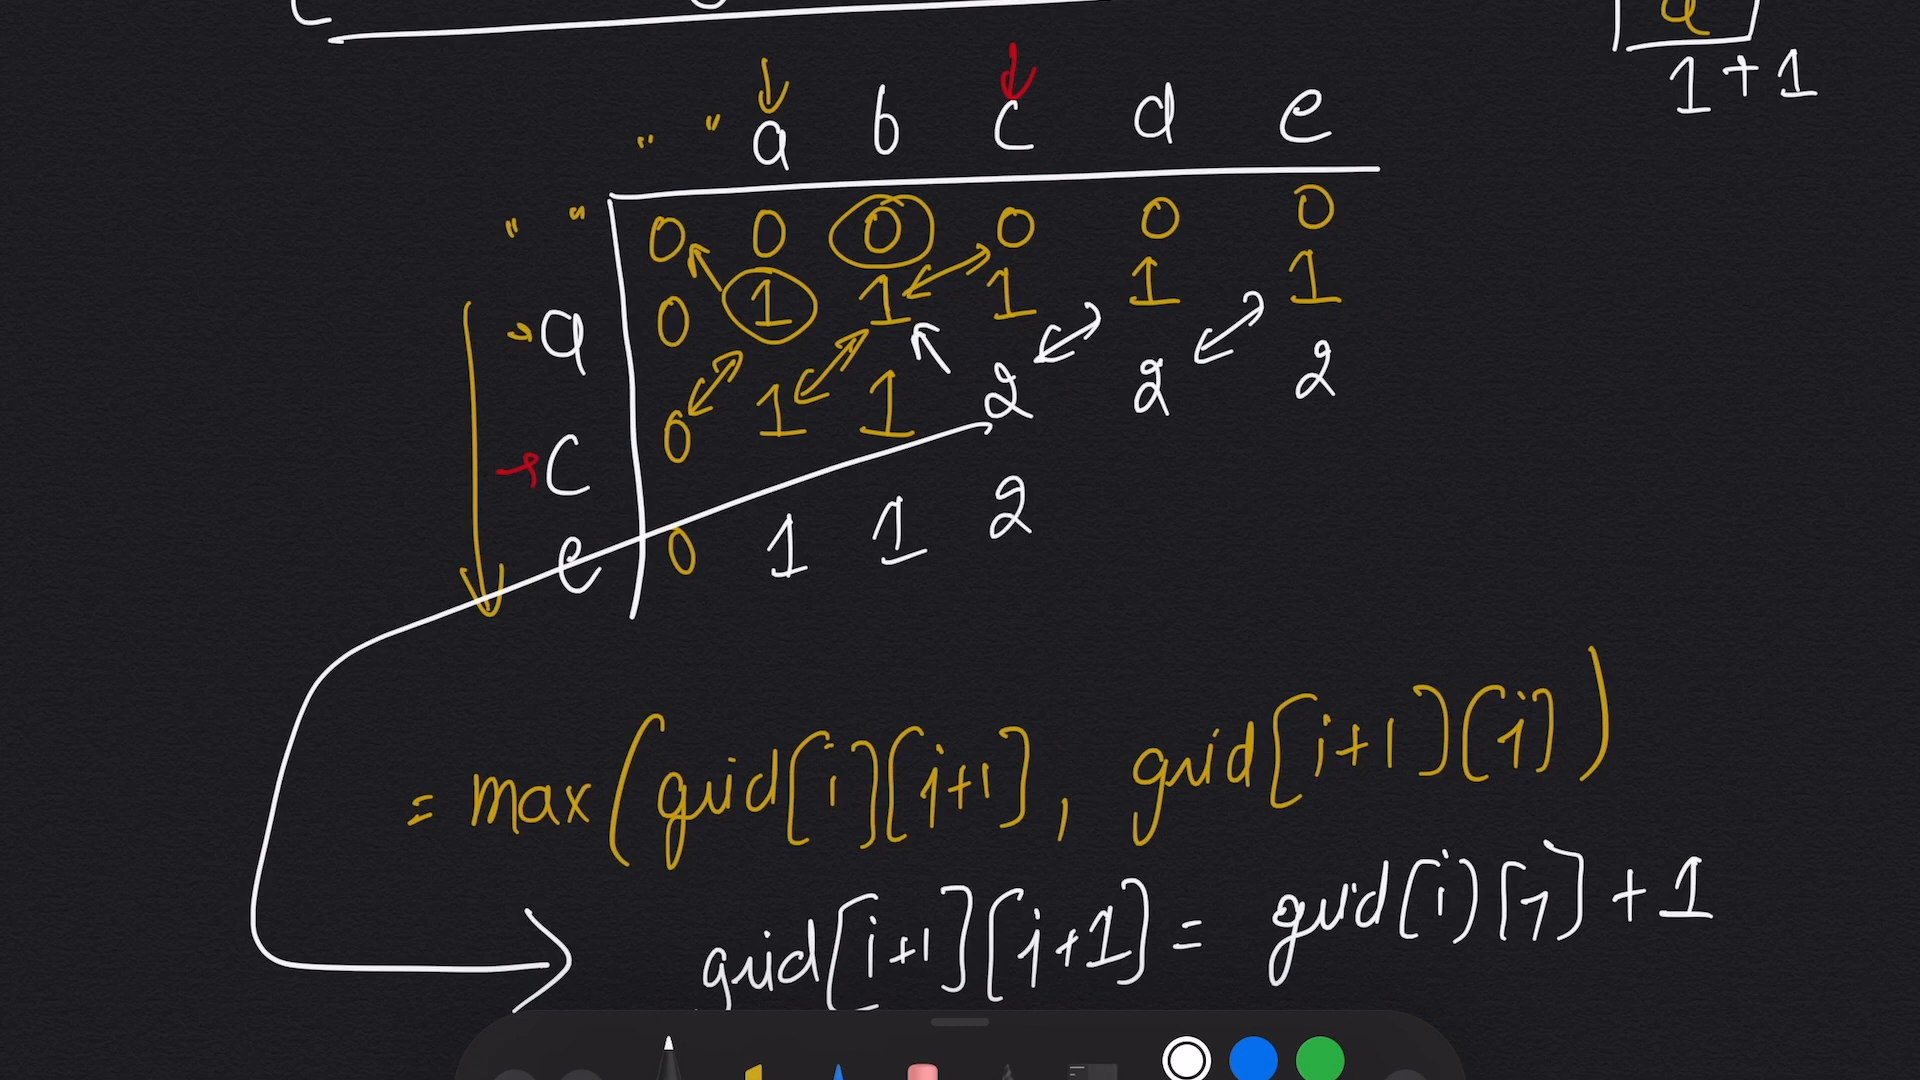 1 + 1
" " a b c d e
" " 0 0 0 0 0 0
a 0 1 1 1 1 1
c 0 1 1 2 2 2
e 0 1 1 2
= max(grid[i][j+1], grid[i+1][j])
grid[i+1][j+1] = grid[i][j] + 1